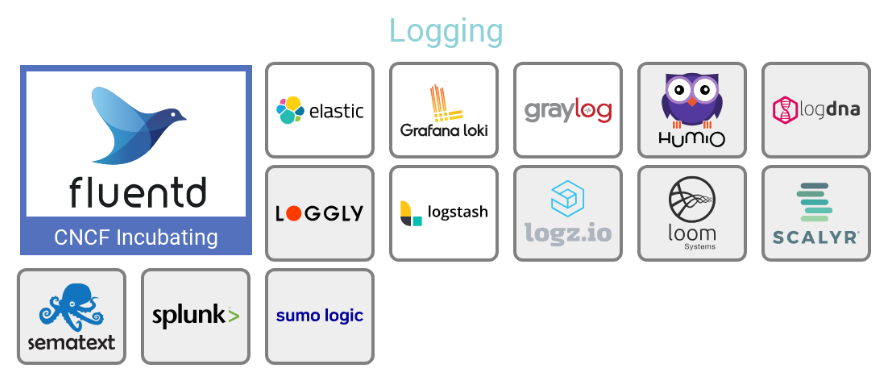 Logging
fluentd
CNCF Incubating
elastic
Grafana loki
graylog
HUMIO
logdna
LOGGLY
logstash
logz.io
loom
Systems
SCALYR
sematext
splunk>
sumo logic